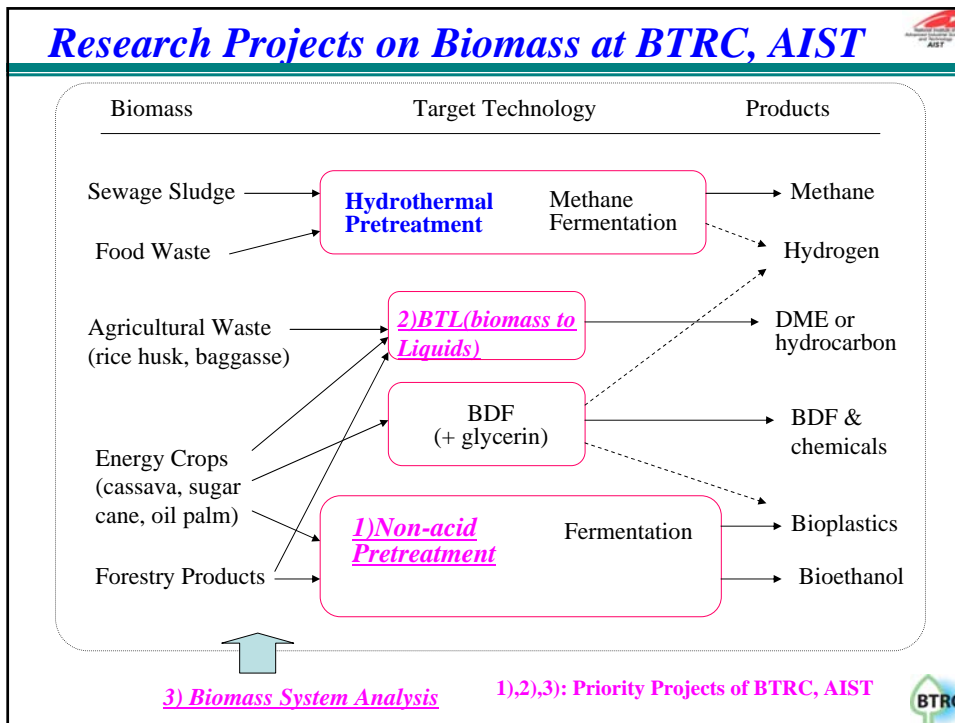 Research Projects on Biomass at BTRC, AIST
AIST
Biomass
Target Technology
Products
Sewage Sludge
Food Waste
Hydrothermal
Pretreatment
Methane
Fermentation
Methane
Hydrogen
Agricultural Waste
(rice husk, baggasse)
2)BTL(biomass to
Liquids)
DME or
hydrocarbon
BDF
(+ glycerin)
BDF &
chemicals
Energy Crops
(cassava, sugar
cane, oil palm)
Forestry Products
1)Non-acid
Pretreatment
Fermentation
Bioplastics
Bioethanol
3) Biomass System Analysis
1),2),3): Priority Projects of BTRC, AIST